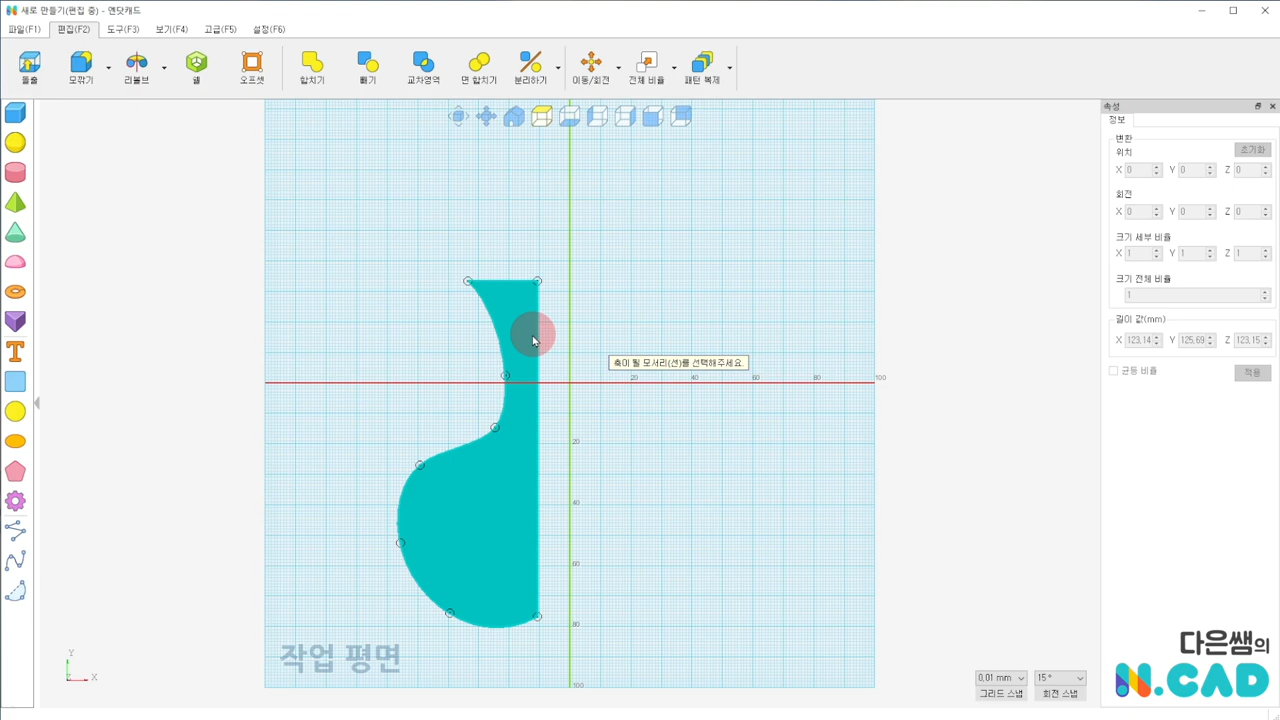 새로 만들기(편집 중) - 엔닷캐드
파일(F1) 편집(F2) 도구(F3) 보기(F4) 고급(F5) 설정(F6)
돌출 모깎기 리볼브 쉘 오프셋 합치기 빼기 교차영역 면 합치기 분리하기 이동/회전 전체 비율 패턴 복제
속성
정보
변환
위치 초기화
X 0 Y 0 Z 0
회전
X 0 Y 0 Z 0
크기 세부 비율
X 1 Y 1 Z 1
크기 전체 비율
1
길이 값(mm)
X 123,14 Y 125,69 Z 123,15
균등 비율 적용
축이 될 모서리(선)를 선택해주세요.
20 40 60 80 100
20
40
60
80
100
작업 평면
Y
Z X
0,01 mm 15 °
그리드 스냅 회전 스냅
다은쌤의
N.CAD